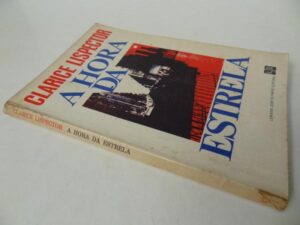 CLARICE LISPECTOR
A HORA
DA
ESTRELA
CLARICE LISPECTOR A HORA DA ESTRELA